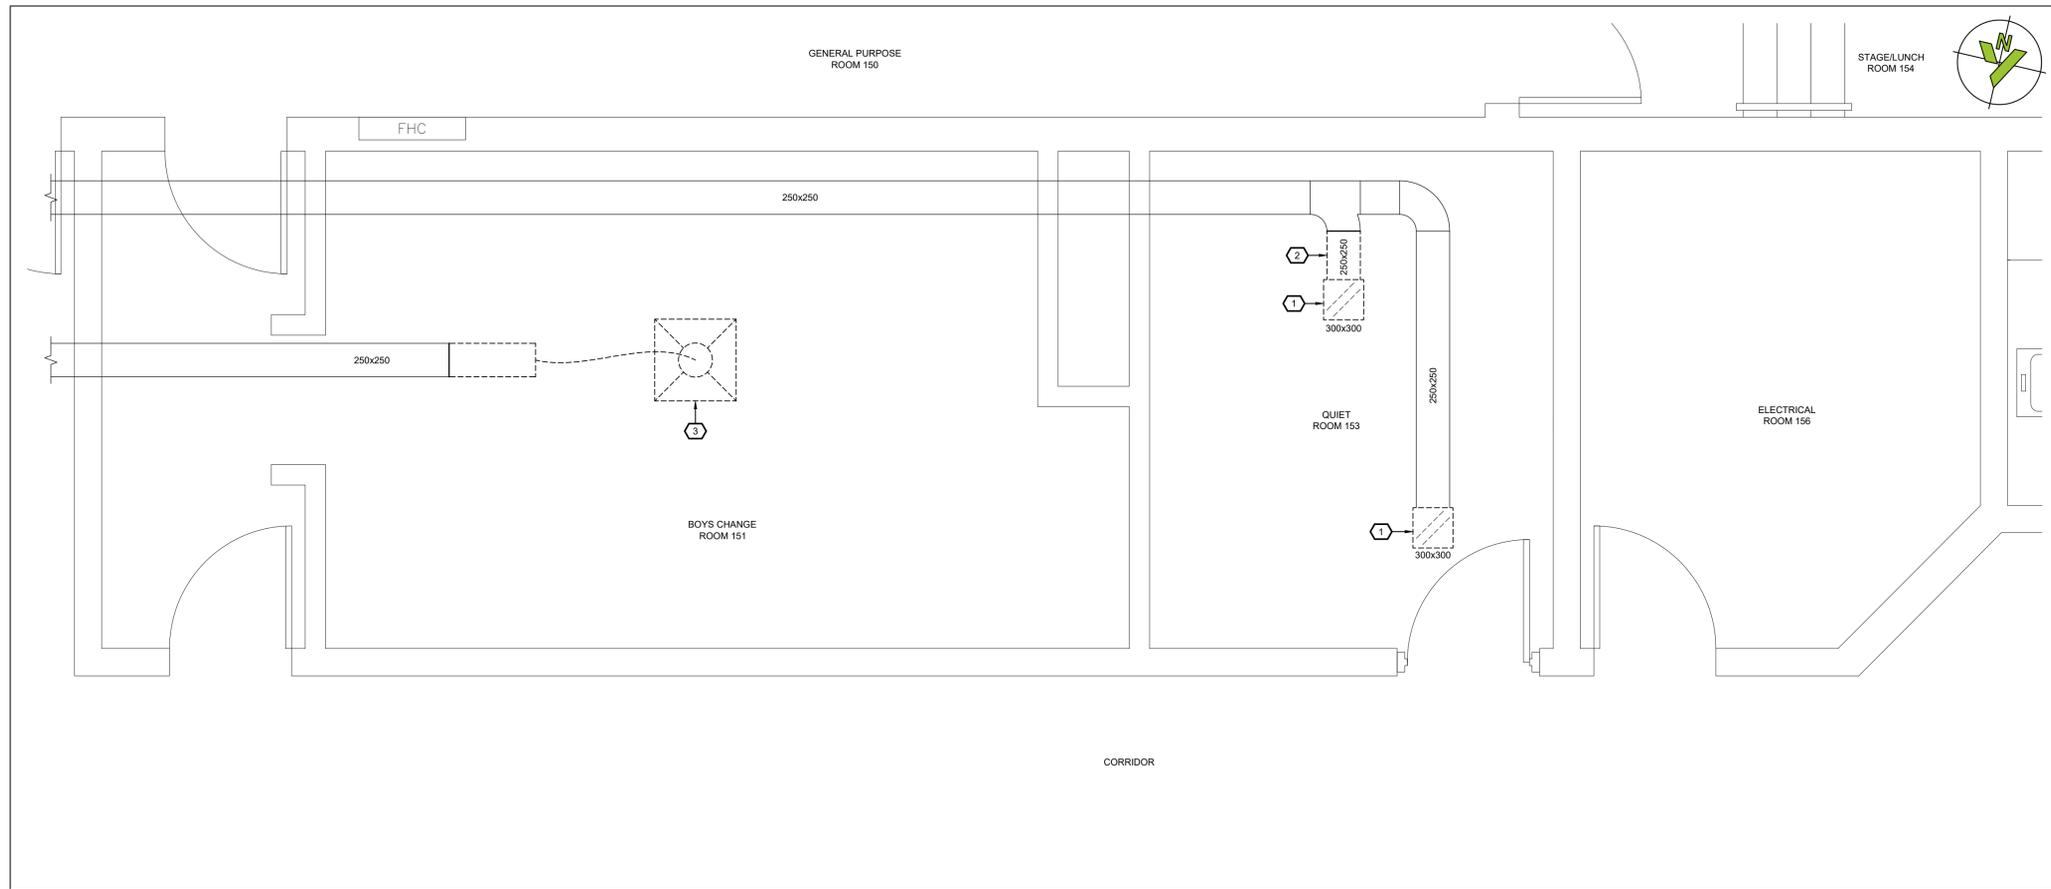 GENERAL PURPOSE
ROOM 150
STAGE/LUNCH
ROOM 154
N
FHC
250x250
2
250x250
1
300x300
250x250
3
250x250
QUIET
ROOM 153
ELECTRICAL
ROOM 156
BOYS CHANGE
ROOM 151
1
300x300
CORRIDOR